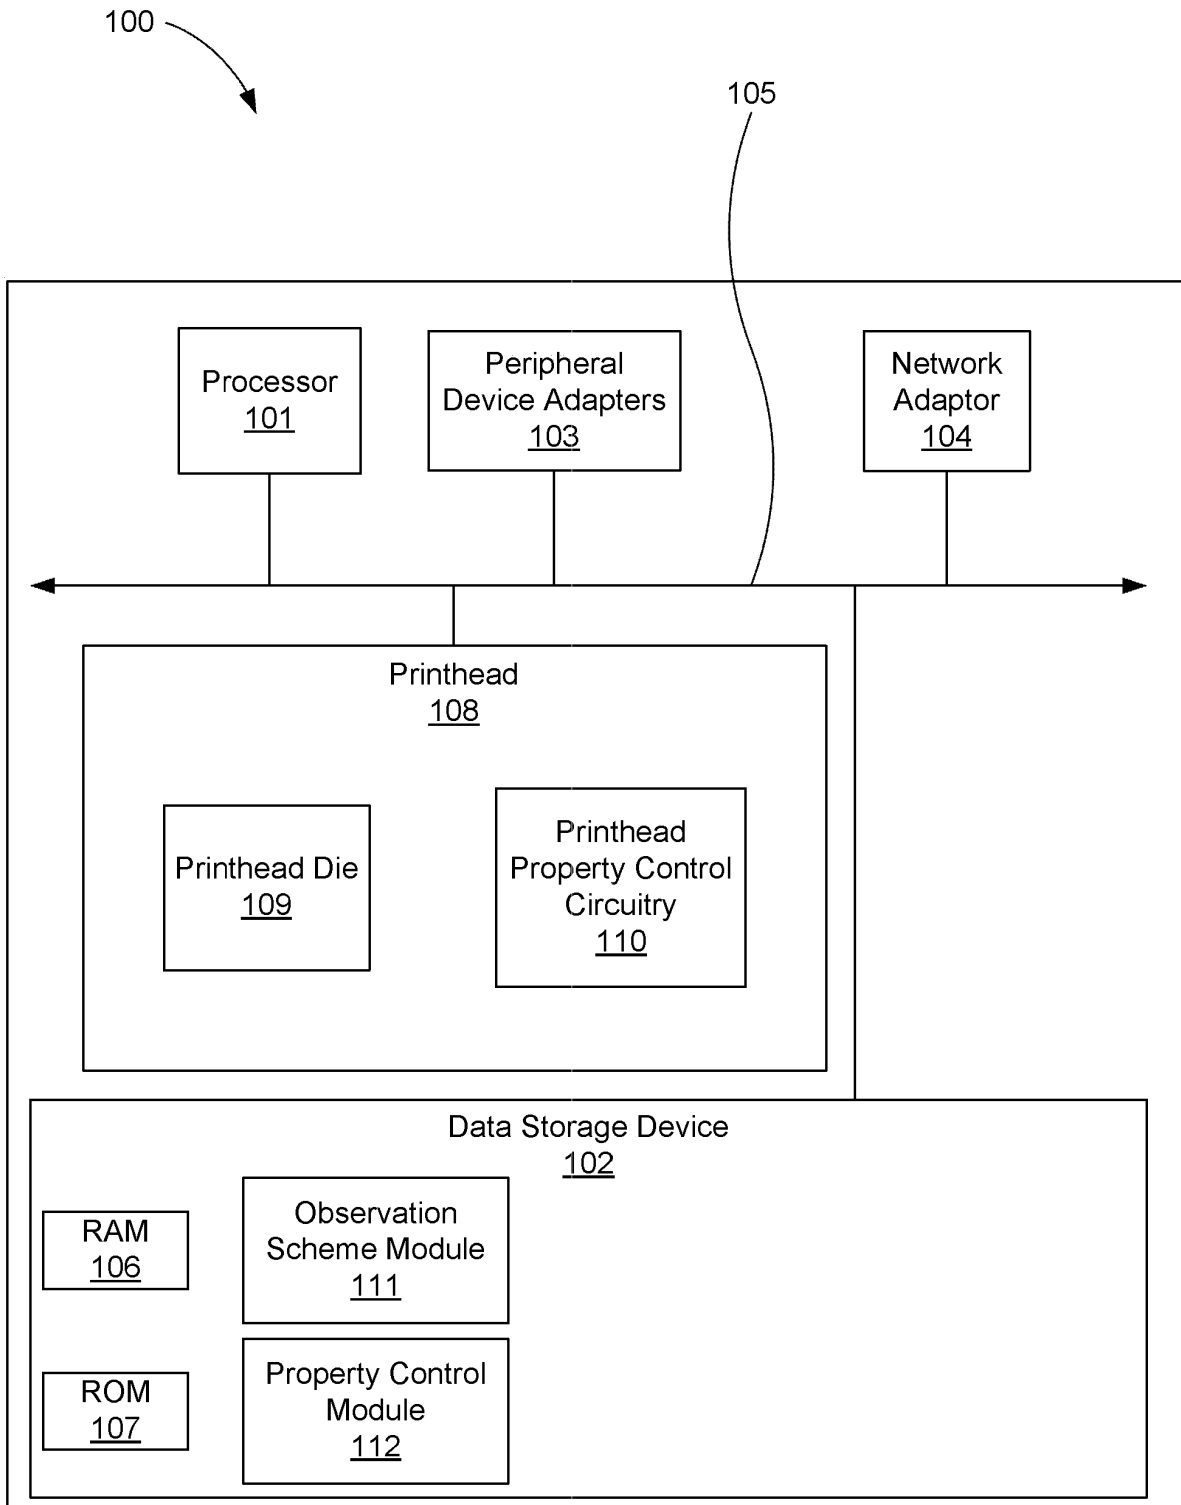 100
105
Processor
101
Peripheral
Device Adapters
103
Network
Adaptor
104
Printhead
108
Printhead Die
109
Printhead
Property Control
Circuitry
110
Data Storage Device
102
RAM
106
Observation
Scheme Module
111
ROM
107
Property Control
Module
112